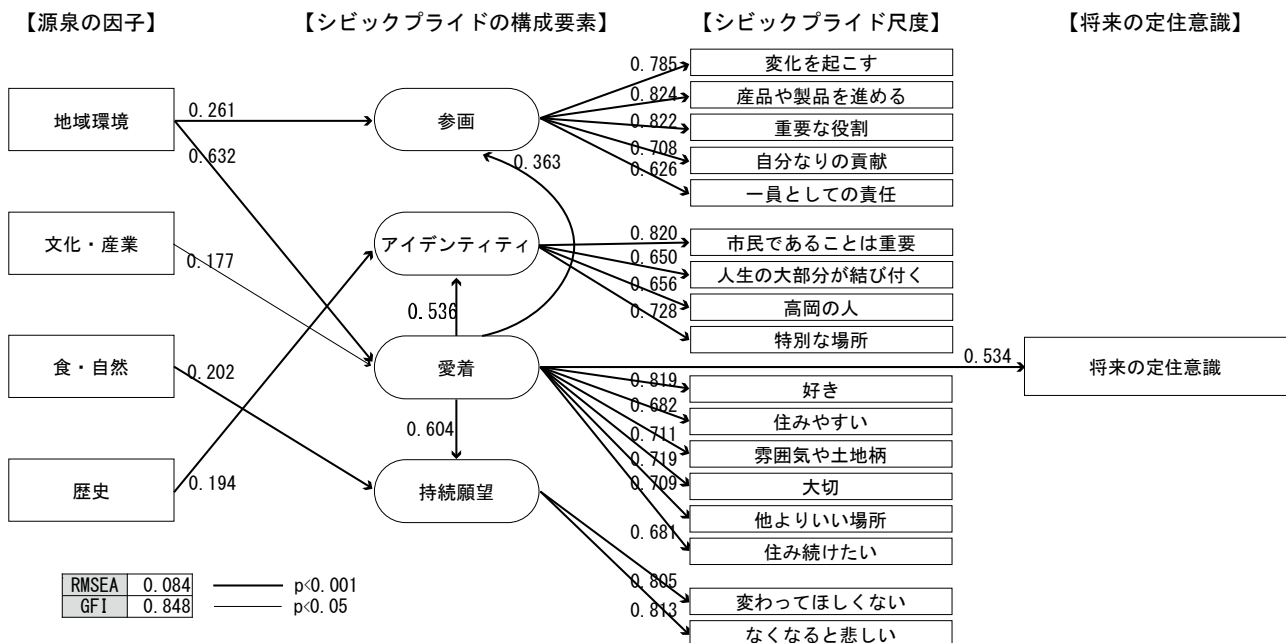 【源泉の因子】
【シビックプライドの構成要素】
【シビックプライド尺度】
【将来の定住意識】
地域環境
文化・産業
食・自然
歴史
0.261
0.632
0.177
0.202
0.194
参画
アイデンティティ
愛着
持続願望
0.363
0.536
0.604
0.785
0.824
0.822
0.708
0.626
変化を起こす
産品や製品を進める
重要な役割
自分なりの貢献
一員としての責任
0.820
0.650
0.656
0.728
市民であることは重要
人生の大部分が結び付く
高岡の人
特別な場所
0.819
0.682
0.711
0.719
0.709
0.681
好き
住みやすい
雰囲気や土地柄
大切
他よりいい場所
住み続けたい
0.805
0.813
変わってほしくない
なくなると悲しい
0.534
将来の定住意識
RMSEA 0.084
GFI 0.848
p<0.001
p<0.05